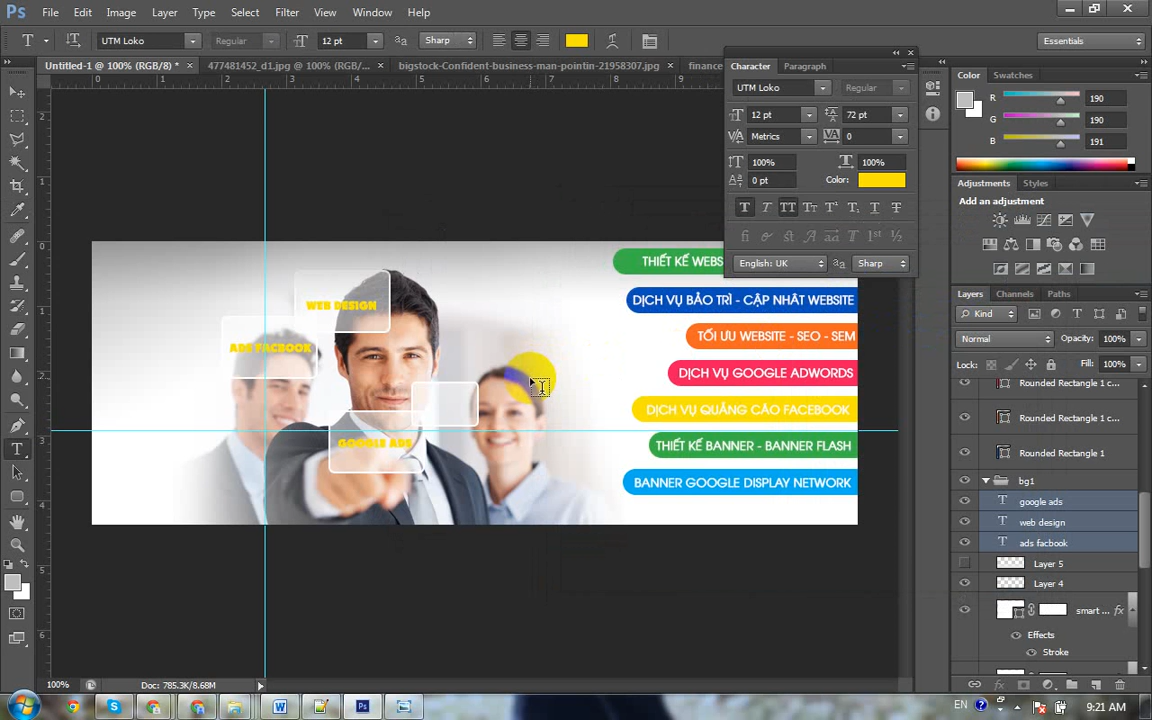 Ps File Edit Image Layer Type Select Filter View Window Help
UTM Loko Regular 12 pt Sharp Essentials
Untitled-1 @ 100% (RGB/8) * × 477481452_d1.jpg @ 100% (RGB/... × bigstock-Confident-business-man-pointin-21958307.jpg × finance
Character Paragraph
UTM Loko Regular
12 pt 72 pt
Metrics 0
100% 100%
0 pt Color:
English: UK Sharp
Color Swatches
R 190
G 190
B 191
Adjustments Styles
Add an adjustment
Layers Channels Paths
Kind
Normal Opacity: 100%
Lock: Fill: 100%
Rounded Rectangle 1 c...
Rounded Rectangle 1 c...
Rounded Rectangle 1
bg1
google ads
web design
ads facbook
Layer 5
Layer 4
smart ... fx
Effects
Stroke
WEB DESIGN
ADS FACBOOK
GOOGLE ADS
THIẾT KẾ WEBS
DỊCH VỤ BẢO TRÌ - CẬP NHẬT WEBSITE
TỐI ƯU WEBSITE - SEO - SEM
DỊCH VỤ GOOGLE ADWORDS
DỊCH VỤ QUẢNG CÁO FACEBOOK
THIẾT KẾ BANNER - BANNER FLASH
BANNER GOOGLE DISPLAY NETWORK
100% Doc: 785.3K/8.68M
EN 9:21 AM